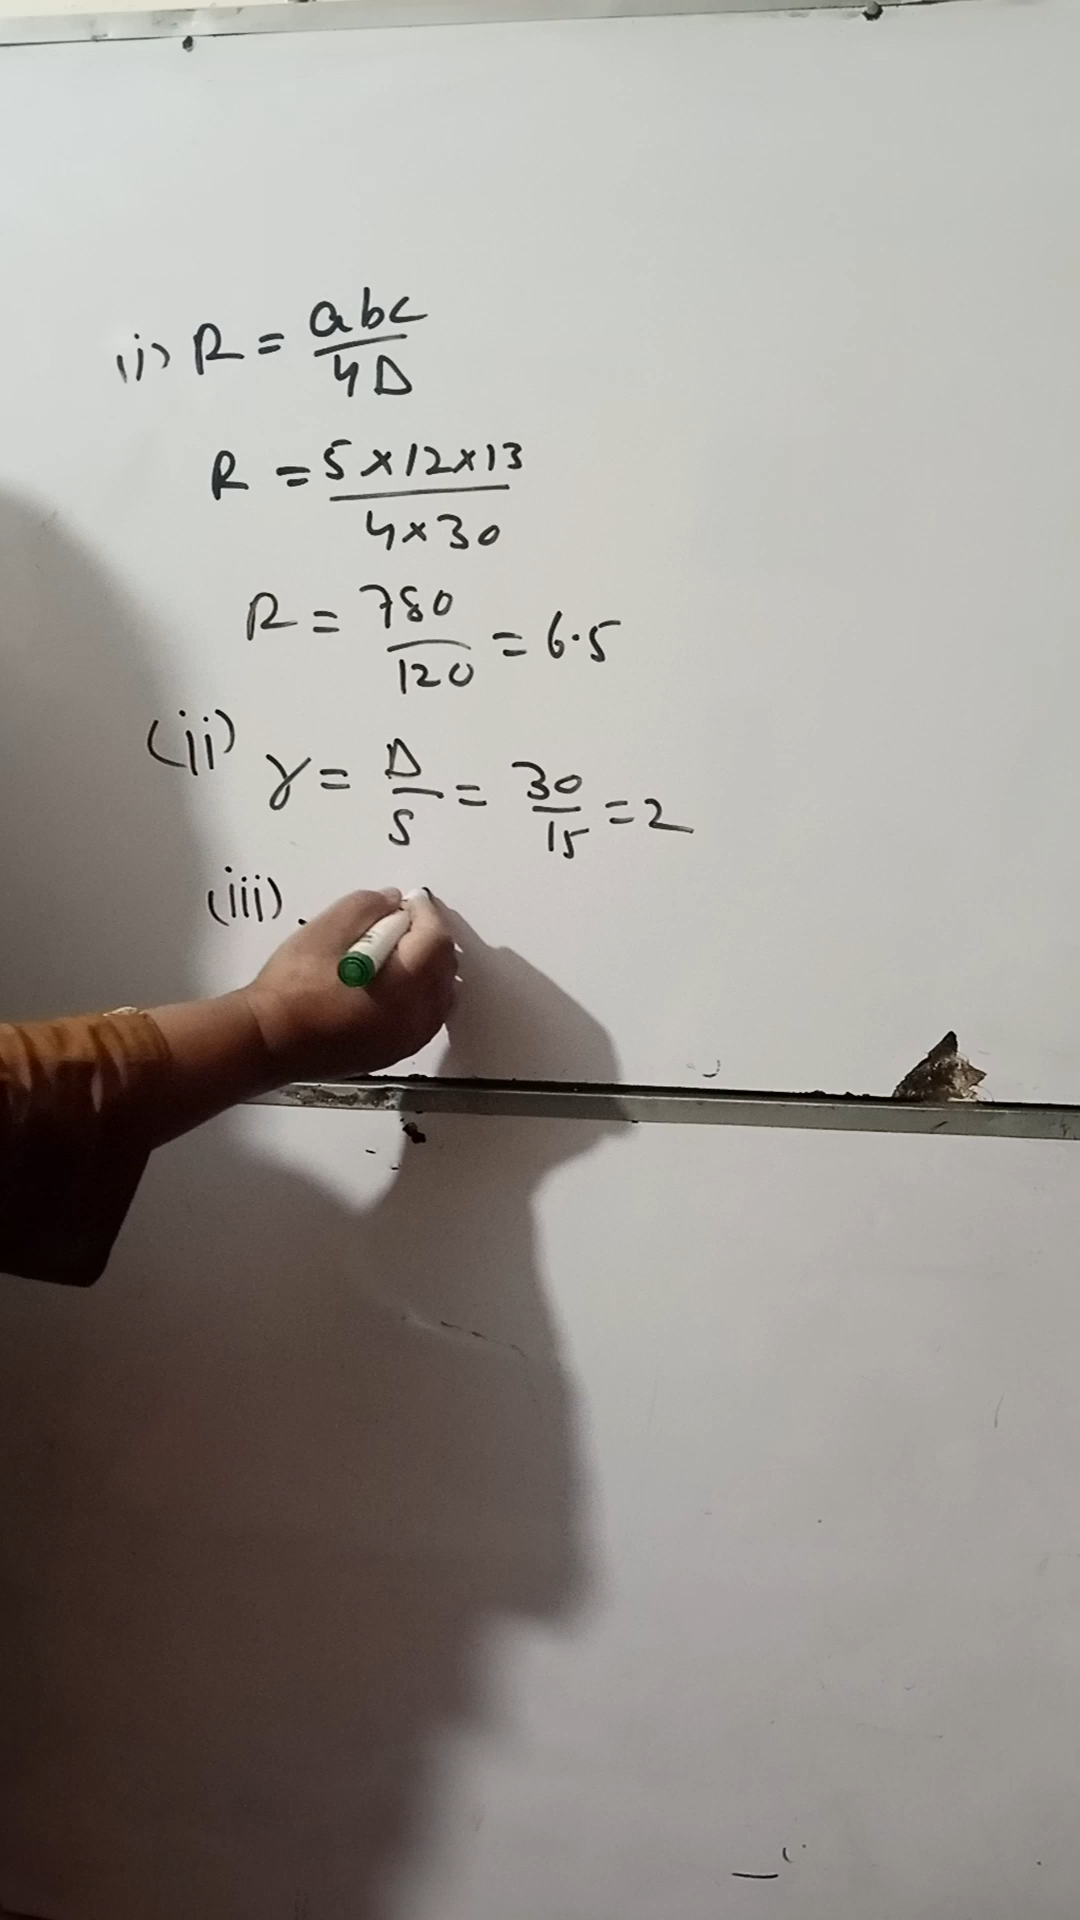 (i) R = abc/4Δ
R = 5×12×13/4×30
R = 780/120 = 6.5
(ii) r = Δ/s = 30/15 = 2
(iii).